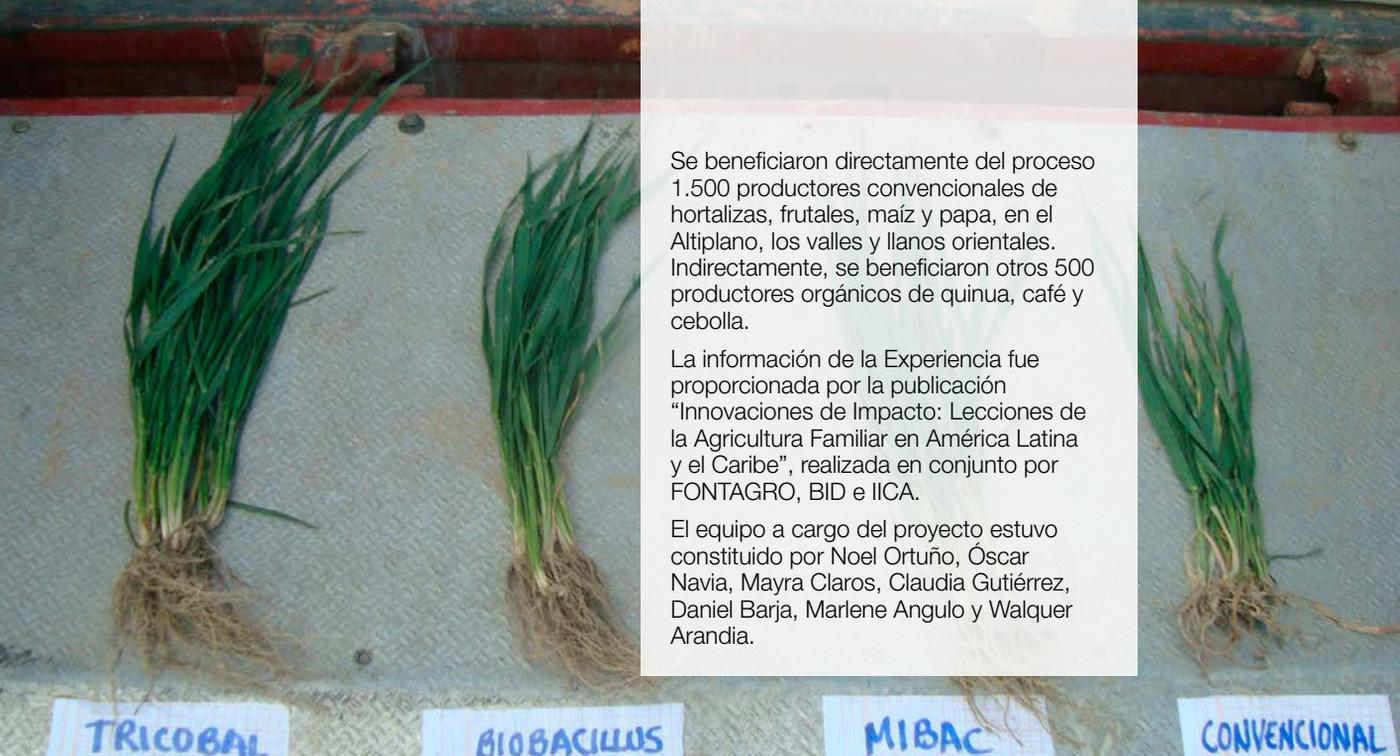 Se beneficiaron directamente del proceso
1.500 productores convencionales de
hortalizas, frutales, maíz y papa, en el
Altiplano, los valles y llanos orientales.
Indirectamente, se beneficiaron otros 500
productores orgánicos de quinua, café y
cebolla.
La información de la Experiencia fue
proporcionada por la publicación
“Innovaciones de Impacto: Lecciones de
la Agricultura Familiar en América Latina
y el Caribe”, realizada en conjunto por
FONTAGRO, BID e IICA.
El equipo a cargo del proyecto estuvo
constituido por Noel Ortuño, Óscar
Navia, Mayra Claros, Claudia Gutiérrez,
Daniel Barja, Marlene Angulo y Walquer
Arandia.
TRICOBAL BIOBACILLUS MIBAC CONVENCIONAL